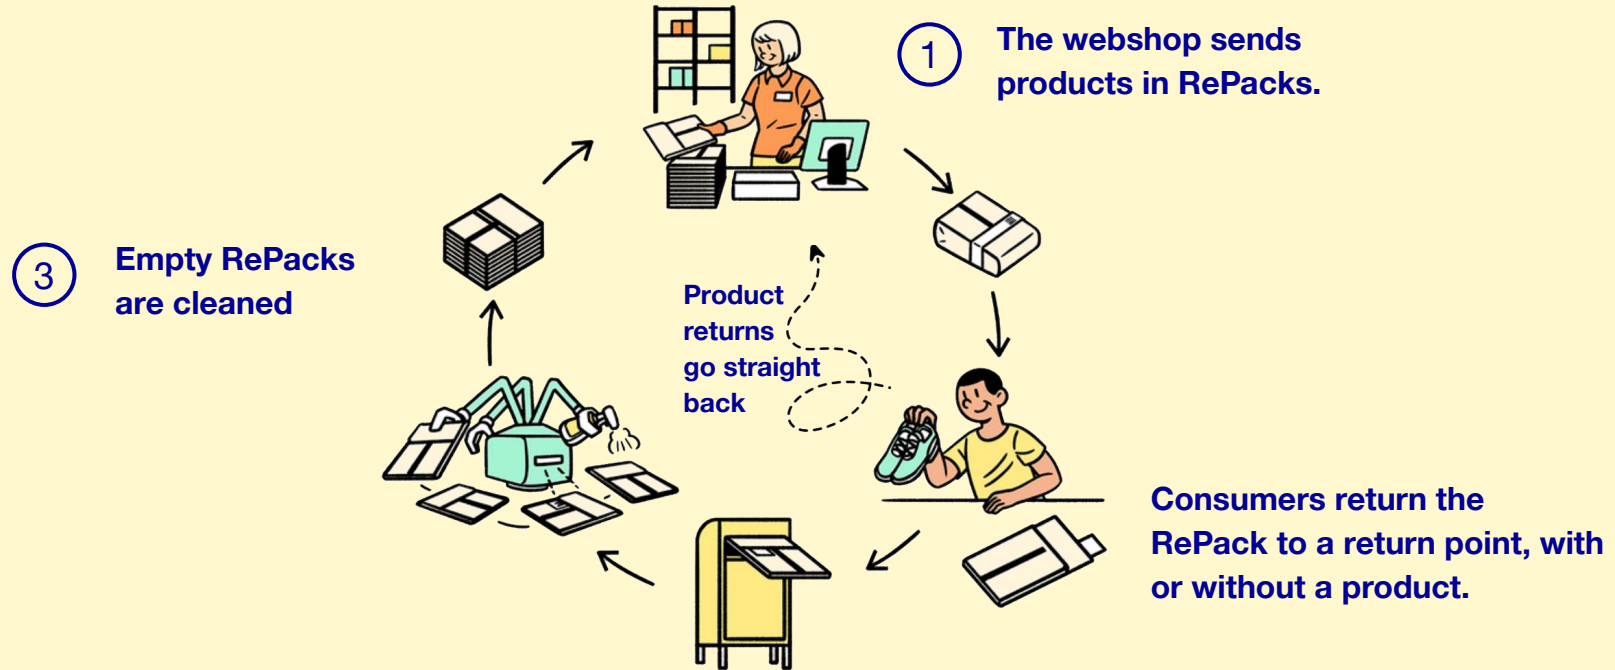 1
The webshop sends
products in RePacks.
3
Empty RePacks
are cleaned
Product
returns
go straight
back
Consumers return the
RePack to a return point, with
or without a product.